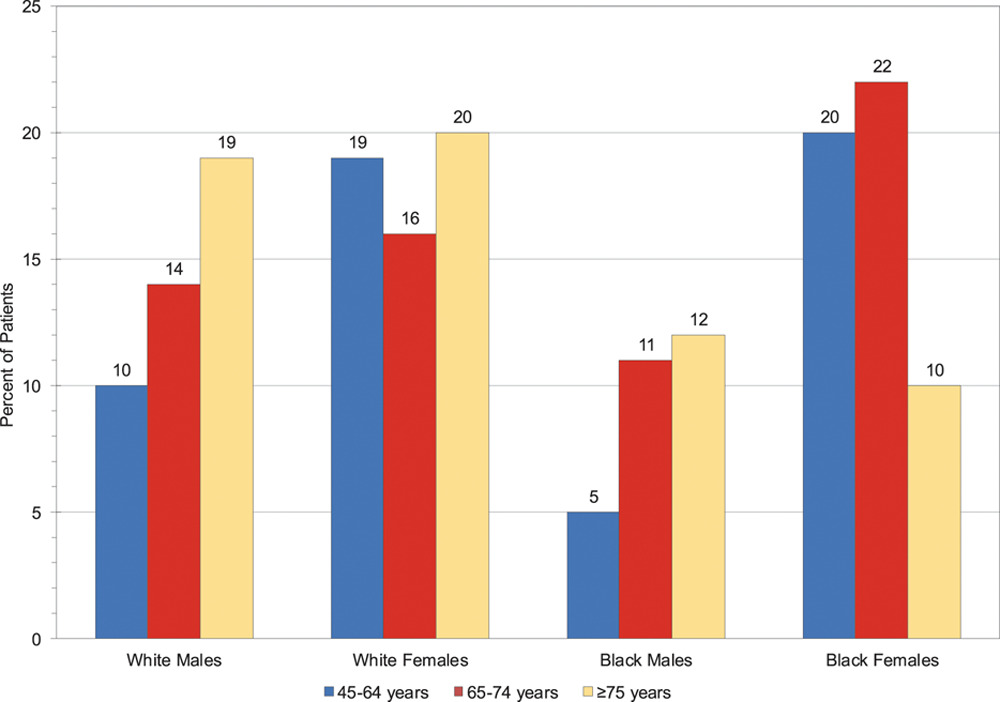 25
20
15
10
5
0
Percent of Patients
10
14
19
19
16
20
5
11
12
20
22
10
White Males
White Females
Black Males
Black Females
45-64 years
65-74 years
≥75 years